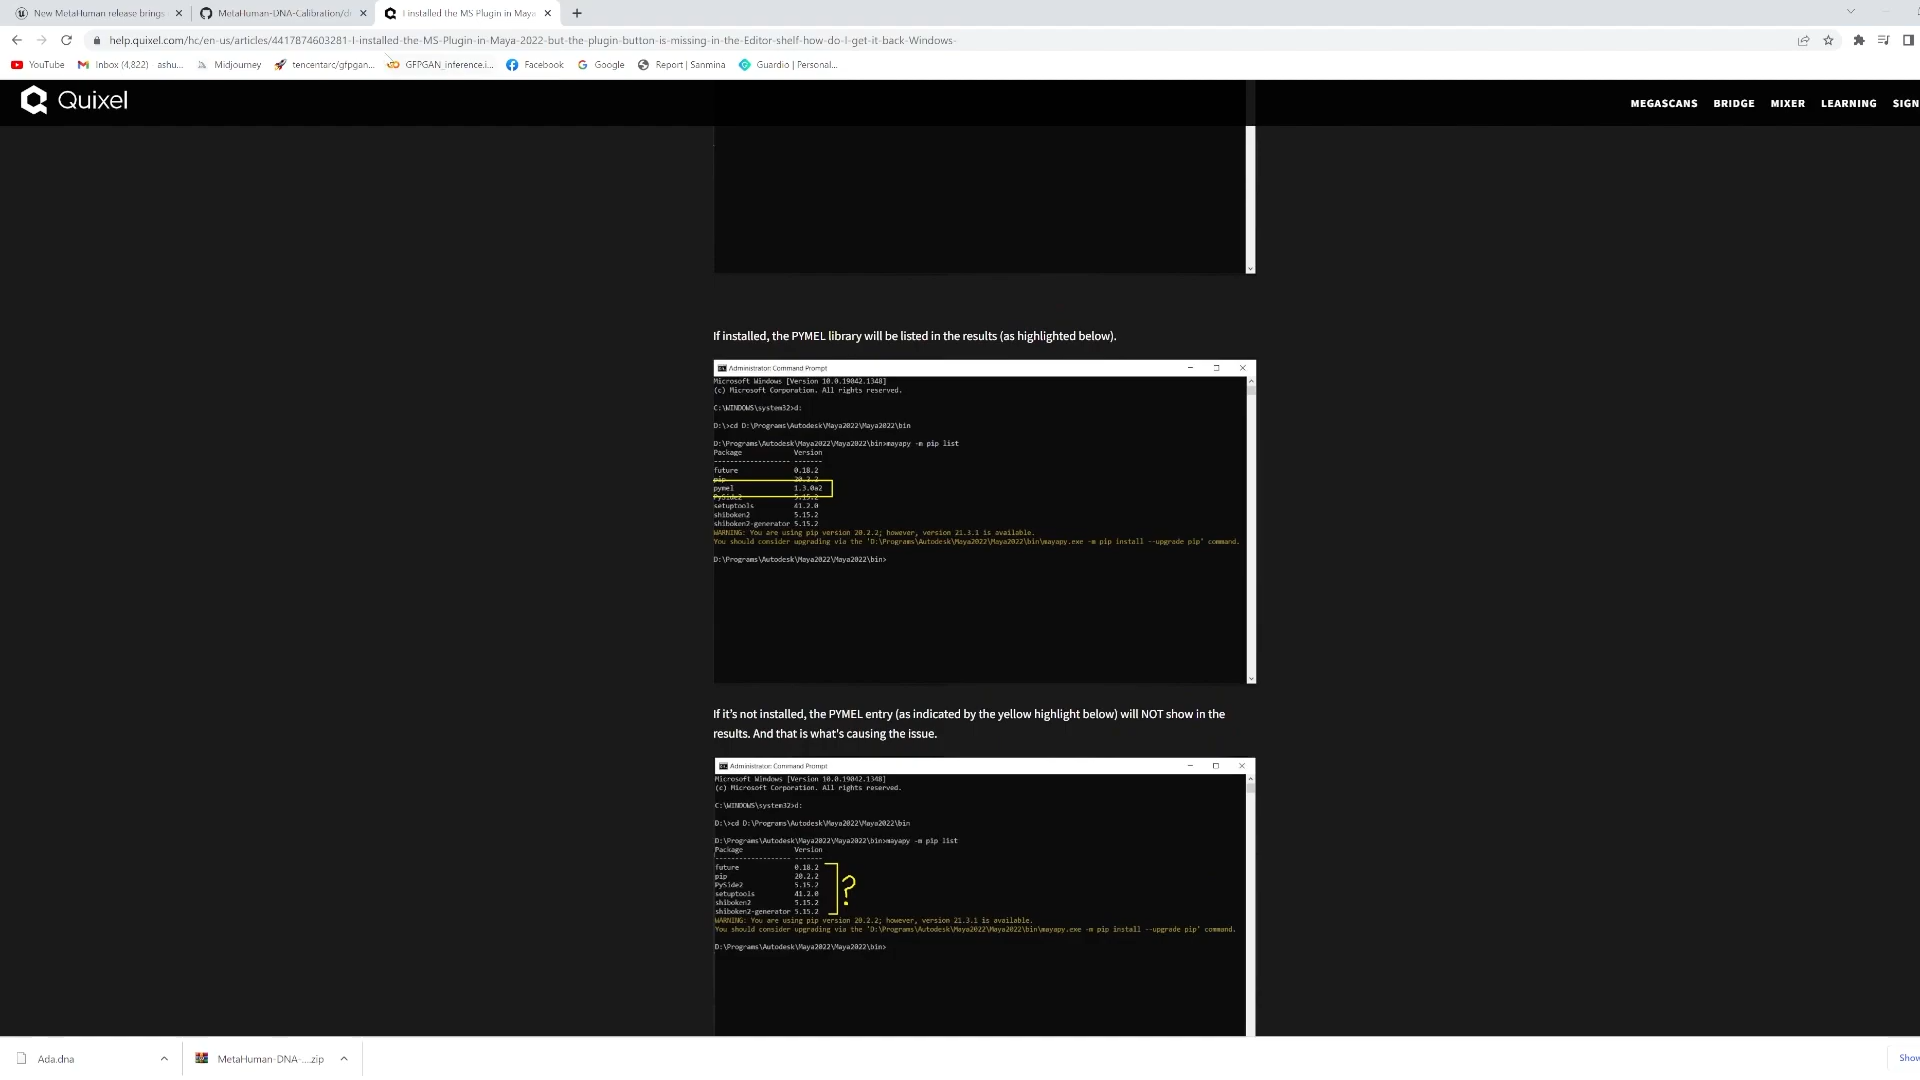 New MetaHuman release brings
MetaHuman-DNA-Calibration/d
I installed the MS Plugin in Maya
help.quixel.com/hc/en-us/articles/4417874603281-I-installed-the-MS-Plugin-in-Maya-2022-but-the-plugin-button-is-missing-in-the-Editor-shelf-how-do-I-get-it-back-Windows-
YouTube
Inbox (4,822) · ashu...
Midjourney
tencentarc/gfpgan...
GFPGAN_inference.i...
Facebook
Google
Report | Sanmina
Guardio | Personal...
Quixel
MEGASCANS
BRIDGE
MIXER
LEARNING
SIGN
If installed, the PYMEL library will be listed in the results (as highlighted below).
Administrator: Command Prompt
Microsoft Windows [Version 10.0.19042.1348]
(c) Microsoft Corporation. All rights reserved.
C:\WINDOWS\system32>d:
D:\>cd D:\Programs\Autodesk\Maya2022\Maya2022\bin
D:\Programs\Autodesk\Maya2022\Maya2022\bin>mayapy -m pip list
Package Version
------------------- -------
future 0.18.2
pip 20.2.2
pymel 1.3.0a2
PySide2 5.15.2
setuptools 41.2.0
shiboken2 5.15.2
shiboken2-generator 5.15.2
WARNING: You are using pip version 20.2.2; however, version 21.3.1 is available.
You should consider upgrading via the 'D:\Programs\Autodesk\Maya2022\Maya2022\bin\mayapy.exe -m pip install --upgrade pip' command.
D:\Programs\Autodesk\Maya2022\Maya2022\bin>
If it's not installed, the PYMEL entry (as indicated by the yellow highlight below) will NOT show in the
results. And that is what's causing the issue.
Administrator: Command Prompt
Microsoft Windows [Version 10.0.19042.1348]
(c) Microsoft Corporation. All rights reserved.
C:\WINDOWS\system32>d:
D:\>cd D:\Programs\Autodesk\Maya2022\Maya2022\bin
D:\Programs\Autodesk\Maya2022\Maya2022\bin>mayapy -m pip list
Package Version
------------------- -------
future 0.18.2
pip 20.2.2
PySide2 5.15.2
setuptools 41.2.0
shiboken2 5.15.2
shiboken2-generator 5.15.2
?
WARNING: You are using pip version 20.2.2; however, version 21.3.1 is available.
You should consider upgrading via the 'D:\Programs\Autodesk\Maya2022\Maya2022\bin\mayapy.exe -m pip install --upgrade pip' command.
D:\Programs\Autodesk\Maya2022\Maya2022\bin>
Ada.dna
MetaHuman-DNA-....zip
Show